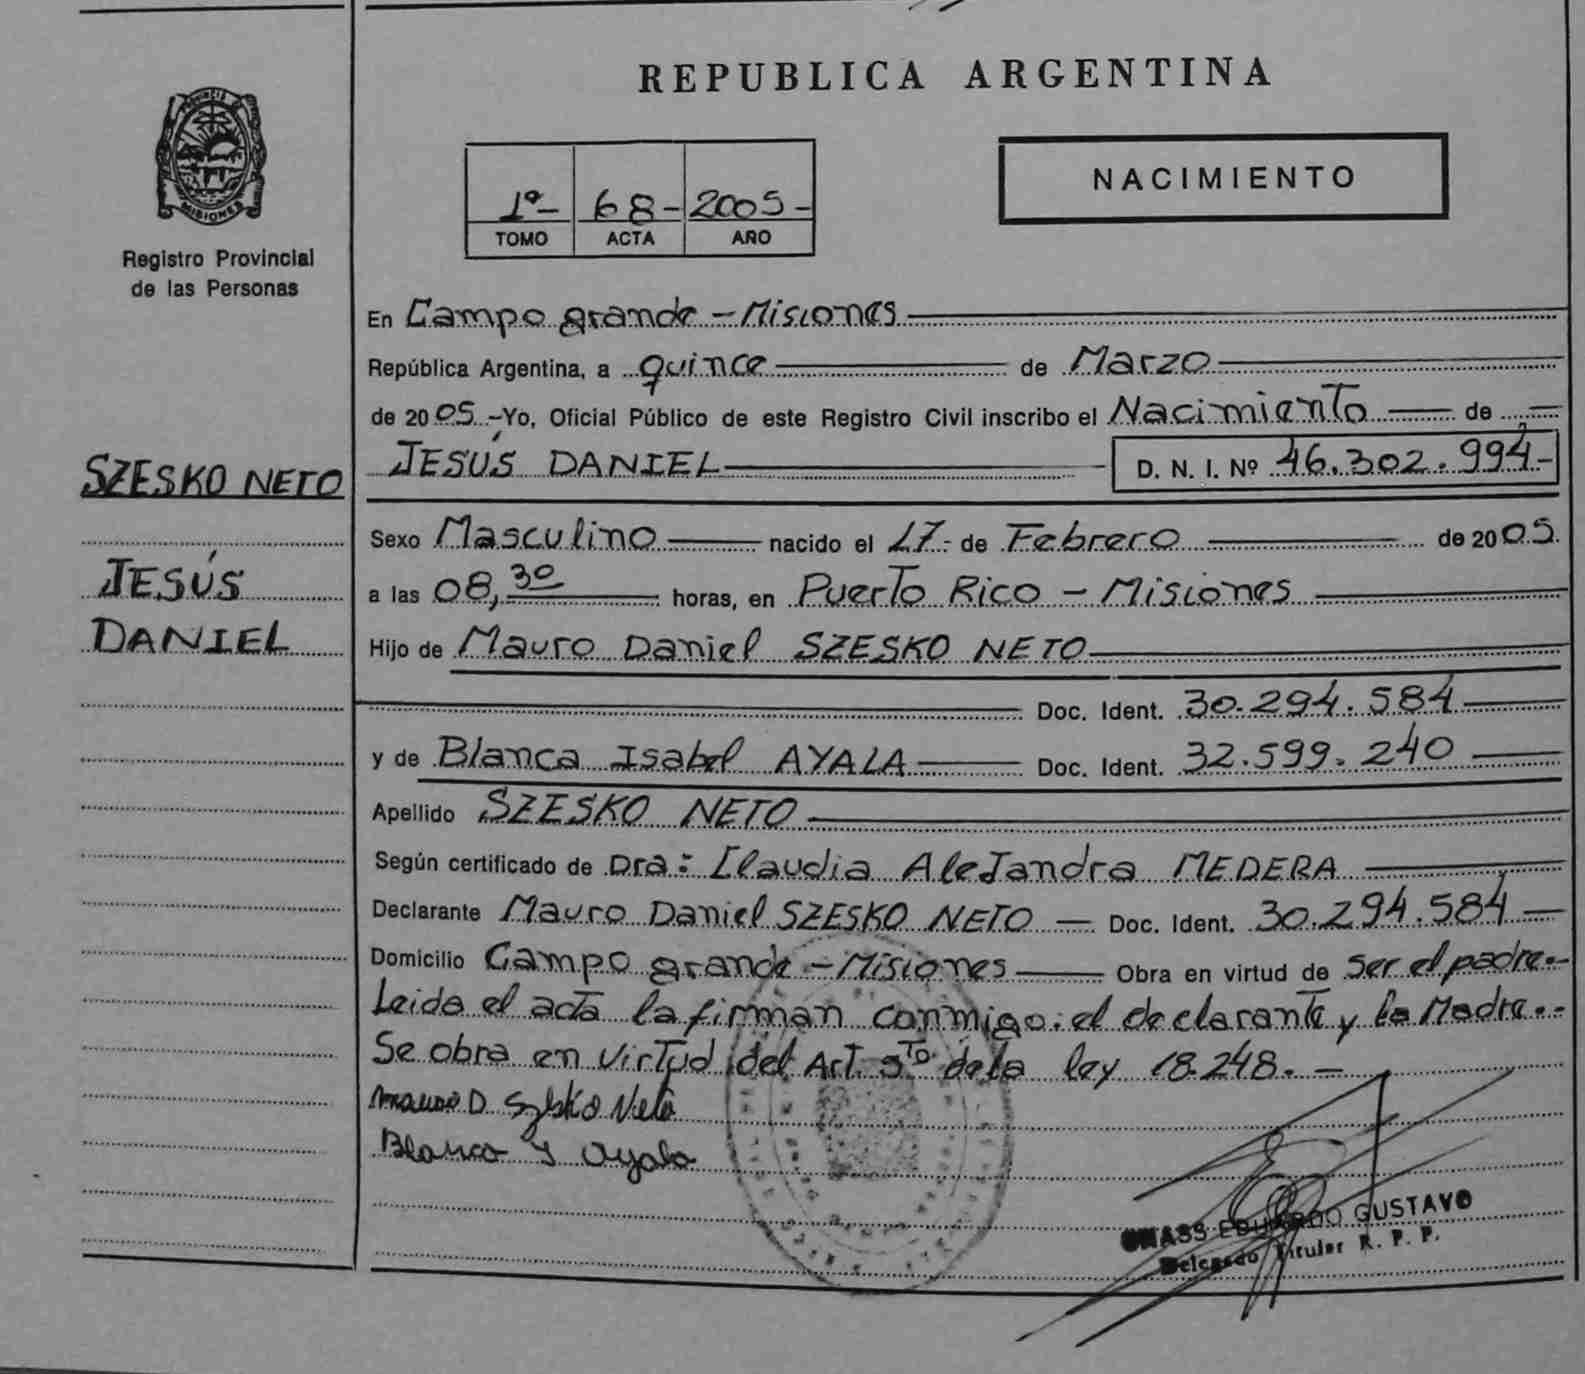 REPUBLICA ARGENTINA
PROVINCIA DE
MISIONES
Registro Provincial
de las Personas
1º- 68- 2005-
TOMO ACTA AÑO
NACIMIENTO
En Campo grande - Misiones
República Argentina, a quince de Marzo
de 2005.- Yo, Oficial Público de este Registro Civil inscribo el Nacimiento de
JESÚS DANIEL D. N. I. Nº 46.302.994-
SZESKO NETO
JESÚS
DANIEL
Sexo Masculino nacido el 17- de Febrero de 2005.
a las 08,30 horas, en Puerto Rico - Misiones
Hijo de Mauro Daniel SZESKO NETO
Doc. Ident. 30.294.584
y de Blanca Isabel AYALA Doc. Ident. 32.599.240
Apellido SZESKO NETO
Según certificado de Dra: Claudia AleJandra MEDERA
Declarante Mauro Daniel SZESKO NETO - Doc. Ident. 30.294.584-
Domicilio Campo grande - Misiones Obra en virtud de ser el padre.-
Leida el acta la firman conmigo: el declarante y la Madre.-
Se obra en virtud del Art. 5to de la ley 18.248.-
Mauro D Szesko Neto
Blanca Y Ayala
EDUARDO GUSTAVO
Delegado Titular R. P. P.